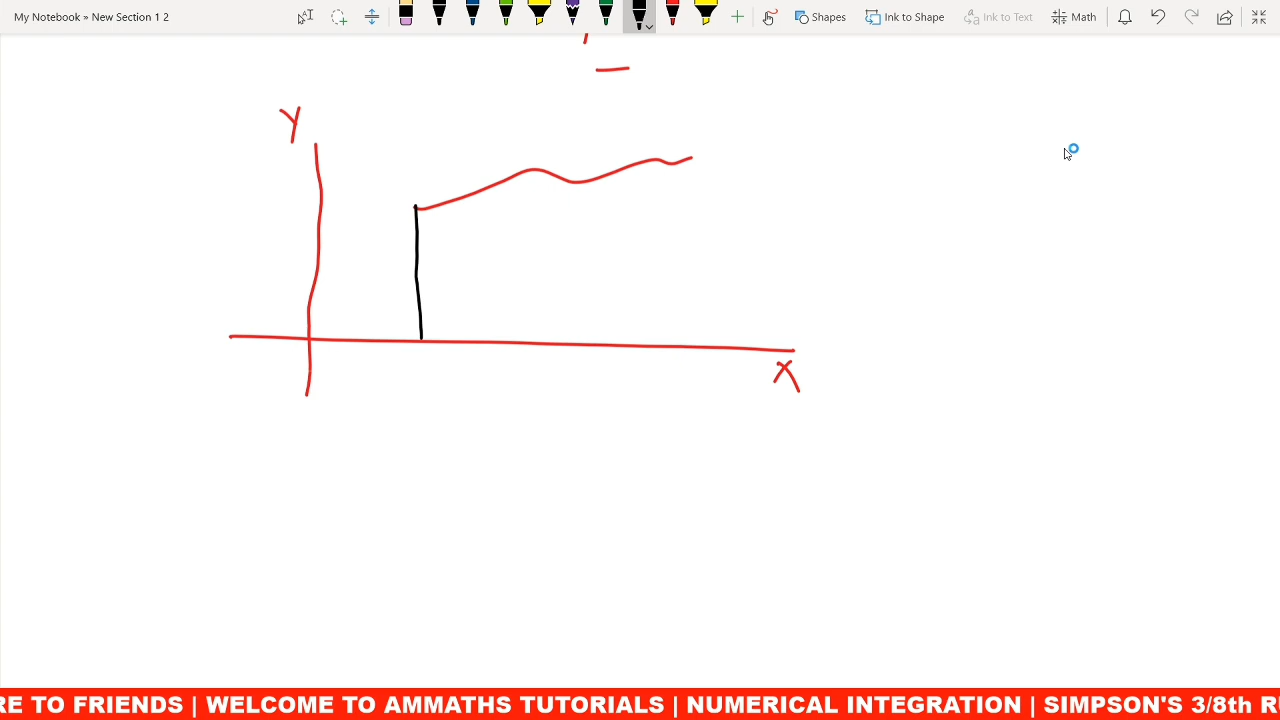 My Notebook » New Section 1 2
Shapes
Ink to Shape
Ink to Text
Math
Y
X
RE TO FRIENDS | WELCOME TO AMMATHS TUTORIALS | NUMERICAL INTEGRATION | SIMPSON'S 3/8th R